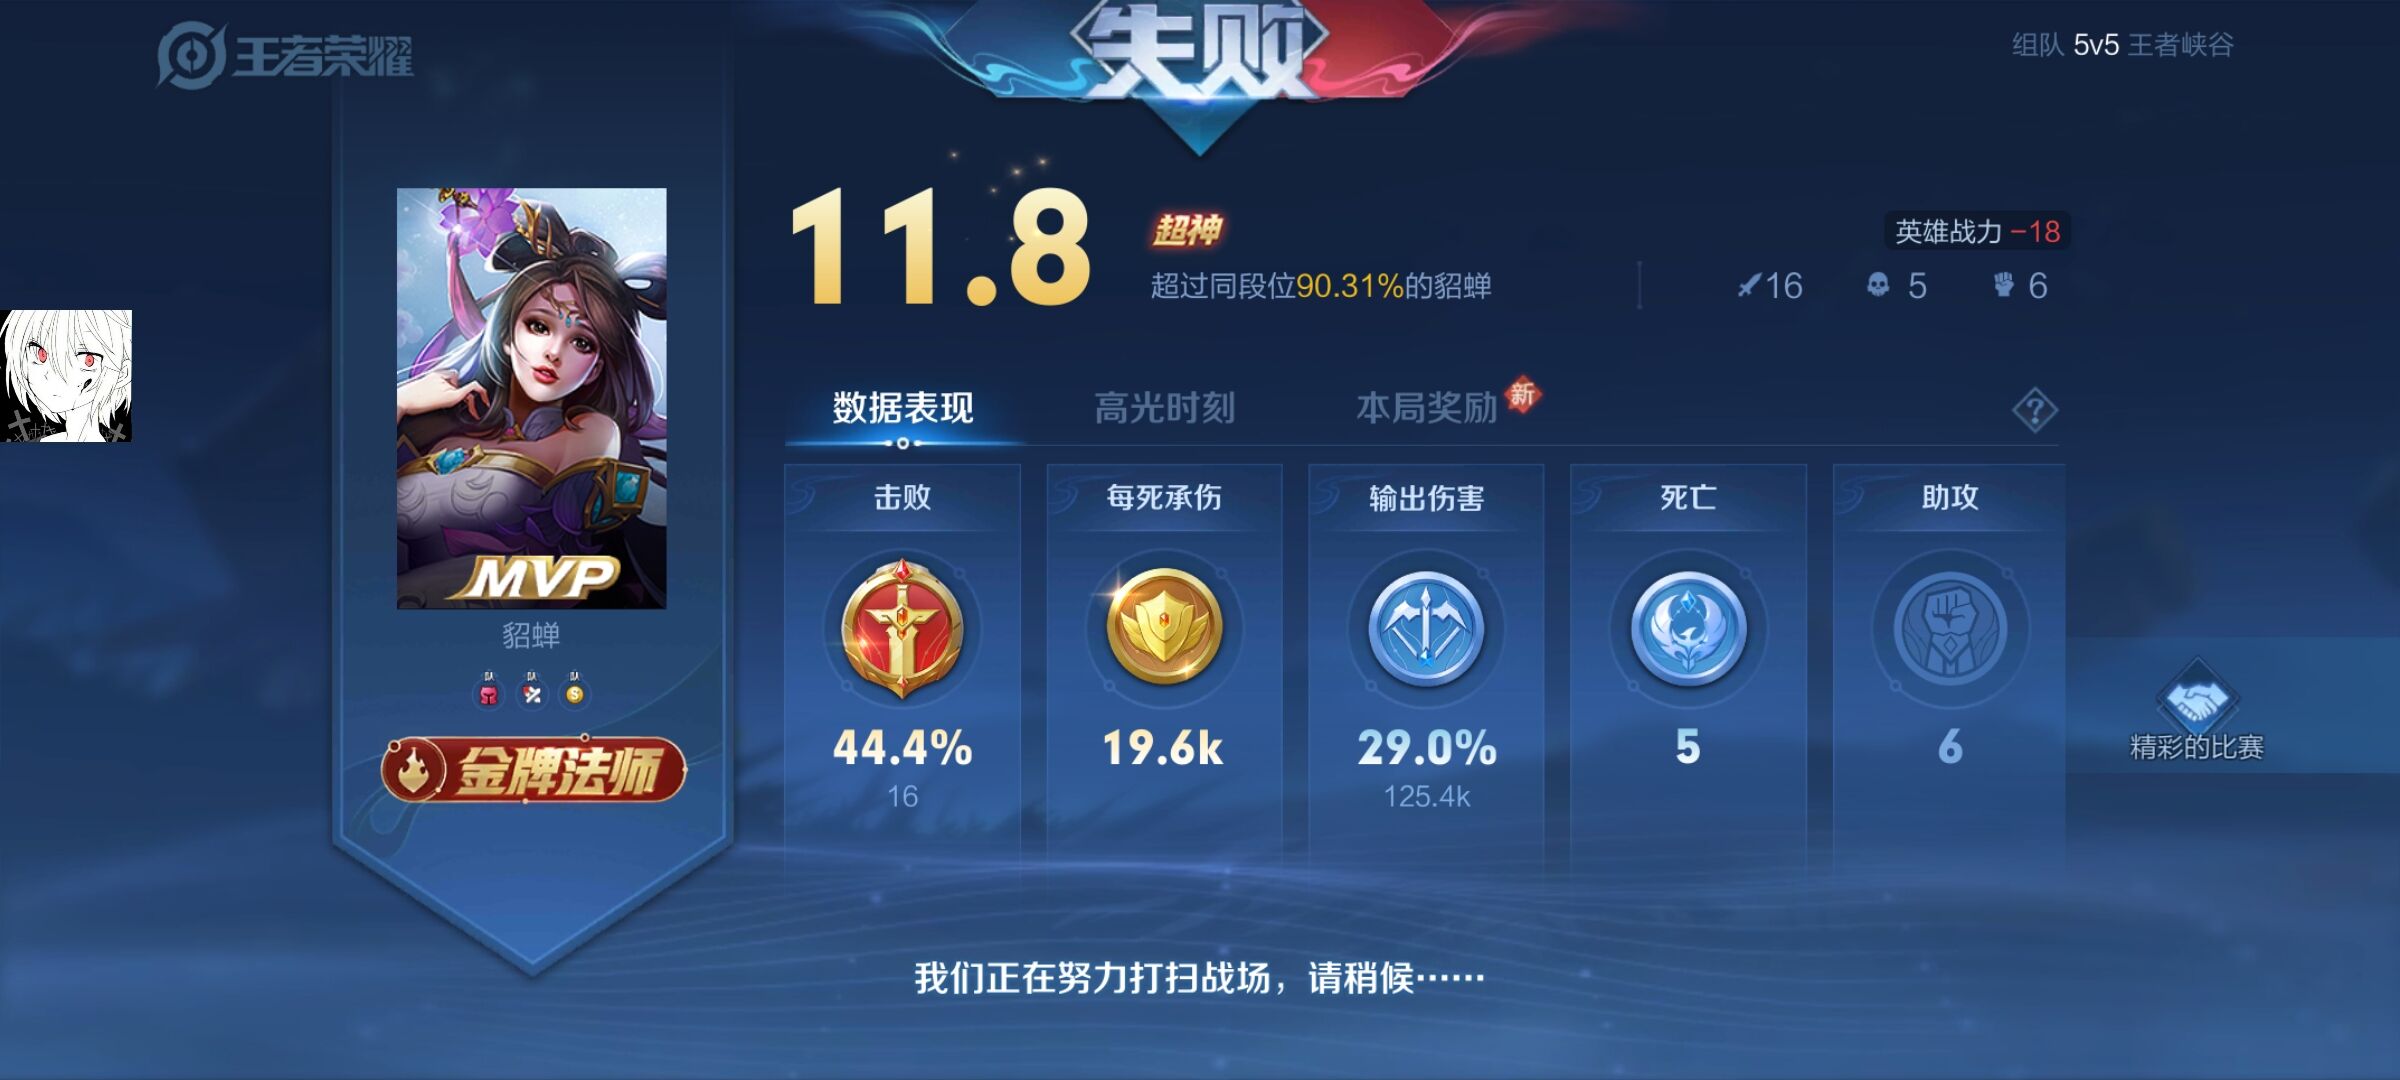 王者荣耀
失败
组队 5v5 王者峡谷
11.8
超神
超过同段位90.31%的貂蝉
英雄战力 -18
16 5 6
MVP
貂蝉
队 队 队
金牌法师
数据表现 高光时刻 本局奖励 新
?
击败 每死承伤 输出伤害 死亡 助攻
44.4% 19.6k 29.0% 5 6
16 125.4k
精彩的比赛
我们正在努力打扫战场，请稍候······